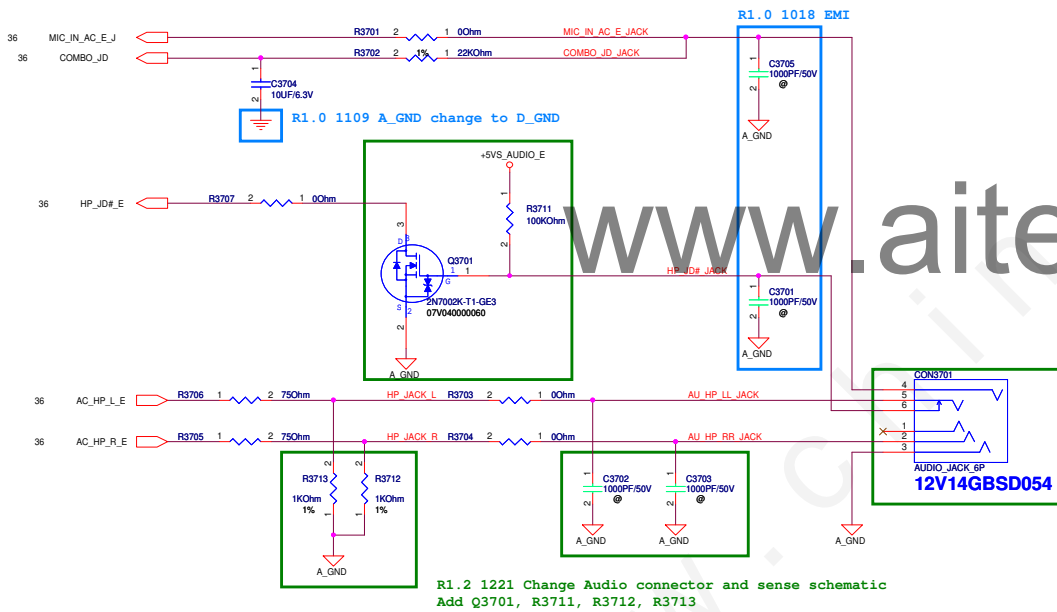 R1.0 1018 EMI
36 MIC_IN_AC_E_J R3701 2 1 0Ohm MIC_IN_AC_E_JACK
36 COMBO_JD R3702 2 1% 1 22KOhm COMBO_JD_JACK
1 C3704 2 10UF/6.3V
1 C3705 2 1000PF/50V @
A_GND
R1.0 1109 A_GND change to D_GND
+5VS_AUDIO_E
36 HP_JD#_E R3707 2 1 0Ohm
1 R3711 2 100KOhm
www.aite
3 D 3 Q3701 1 G 1 HP_JD#_JACK
S 2 2N7002K-T1-GE3
2 07V040000060
A_GND
1 C3701 2 1000PF/50V @
A_GND
CON3701
36 AC_HP_L_E R3706 1 2 75Ohm HP_JACK_L R3703 2 1 0Ohm AU_HP_LL_JACK
36 AC_HP_R_E R3705 1 2 75Ohm HP_JACK_R R3704 2 1 0Ohm AU_HP_RR_JACK
4
5
6
1
2
3
AUDIO_JACK_6P
12V14GBSD054
2 R3713 1 1KOhm 1%
2 R3712 1 1KOhm 1%
A_GND
1 C3702 2 1000PF/50V @
A_GND
1 C3703 2 1000PF/50V @
A_GND
A_GND
R1.2 1221 Change Audio connector and sense schematic
Add Q3701, R3711, R3712, R3713
w.chin